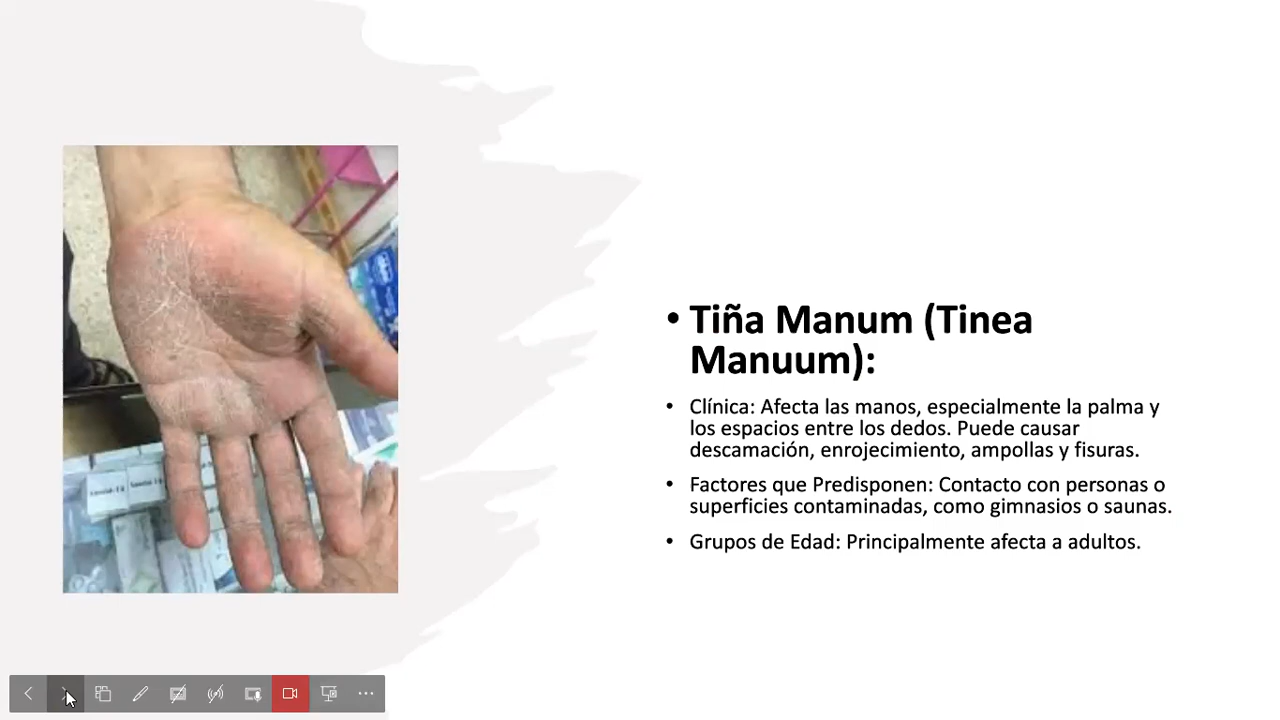 • Tiña Manum (Tinea
Manuum):
• Clínica: Afecta las manos, especialmente la palma y
los espacios entre los dedos. Puede causar
descamación, enrojecimiento, ampollas y fisuras.
• Factores que Predisponen: Contacto con personas o
superficies contaminadas, como gimnasios o saunas.
• Grupos de Edad: Principalmente afecta a adultos.